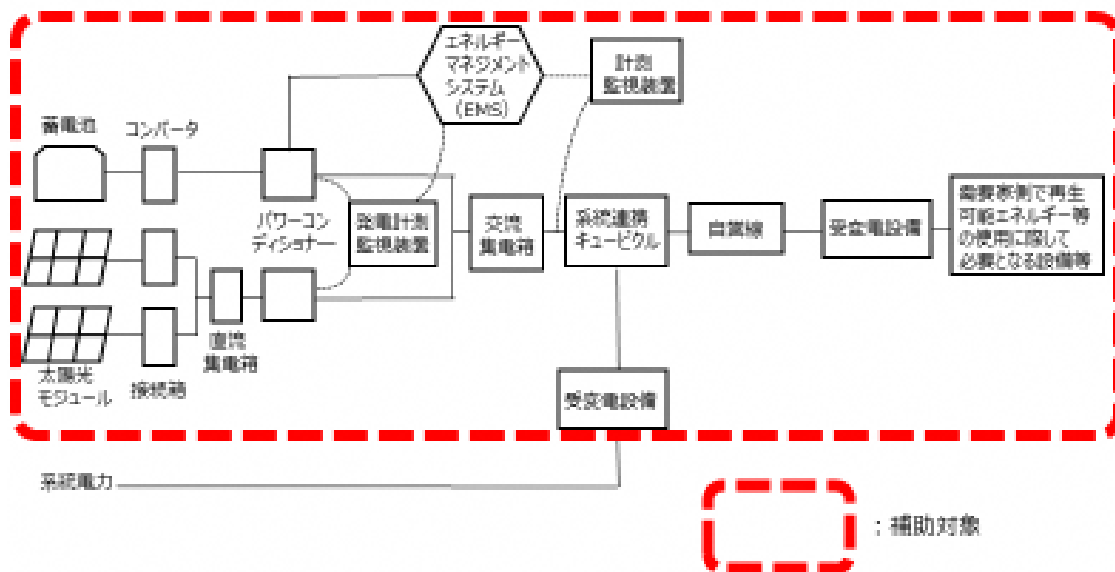 エネルギー
マネジメント
システム
（EMS）
計測
監視装置
蓄電池
コンバータ
パワーコン
ディショナー
発電計測
監視装置
交流
集電箱
系統連携
キュービクル
自営線
受変電設備
需要家側で再生
可能エネルギー等
の使用に際して
必要となる設備等
直流
集電箱
太陽光
モジュール
接続箱
受変電設備
系統電力
：補助対象